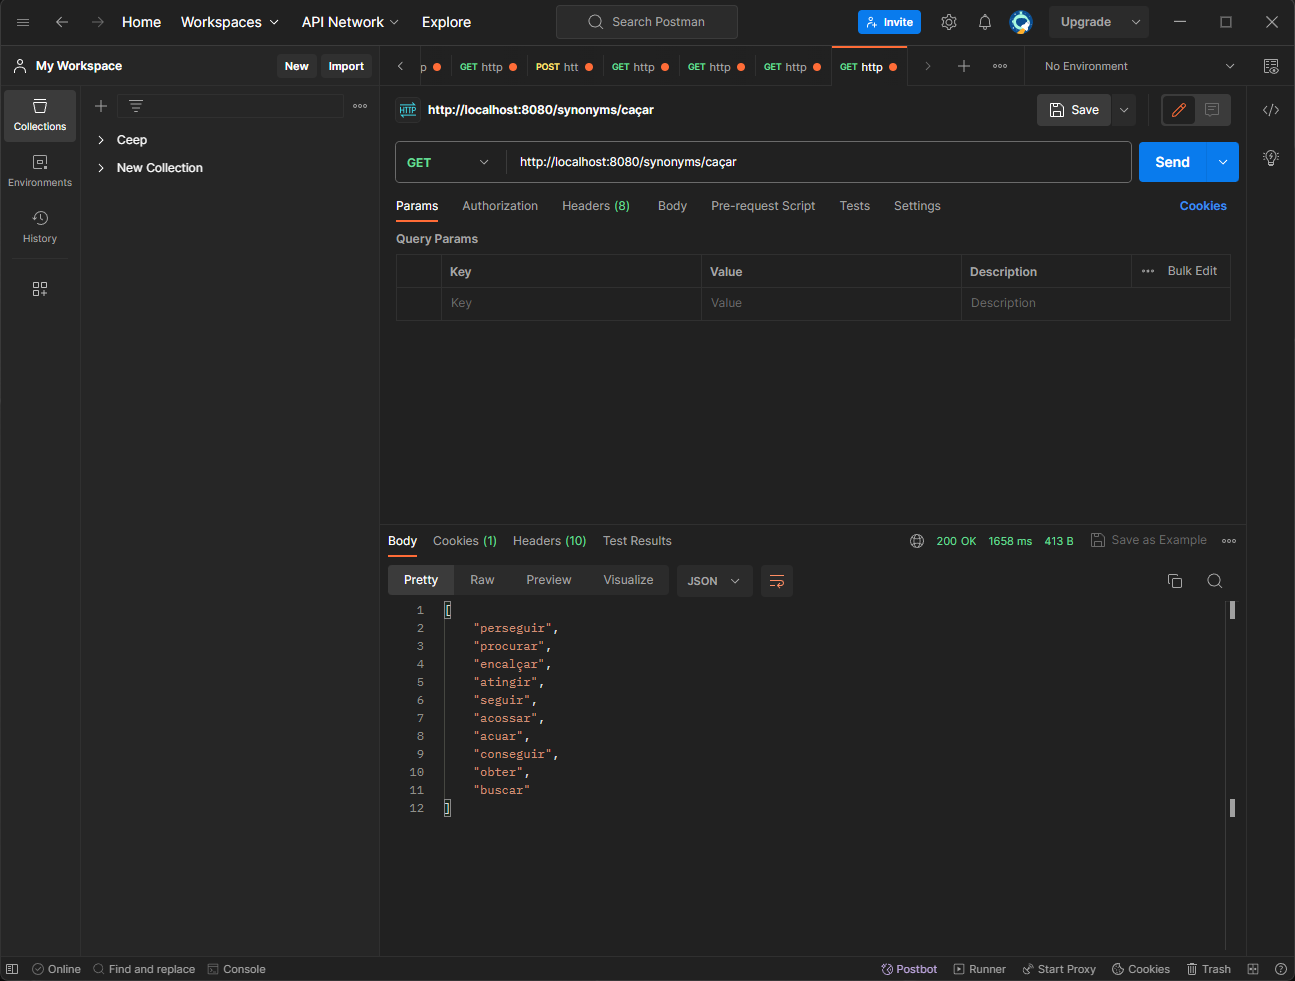 Home Workspaces API Network Explore Search Postman Invite Upgrade
My Workspace New Import
p GET http POST htt GET http GET http GET http GET http No Environment
Collections
Environments
History
Ceep
New Collection
HTTP http://localhost:8080/synonyms/caçar Save
GET http://localhost:8080/synonyms/caçar Send
Params Authorization Headers (8) Body Pre-request Script Tests Settings Cookies
Query Params
Key Value Description Bulk Edit
Key Value Description
Body Cookies (1) Headers (10) Test Results 200 OK 1658 ms 413 B Save as Example
Pretty Raw Preview Visualize JSON
1 [
2 "perseguir",
3 "procurar",
4 "encalçar",
5 "atingir",
6 "seguir",
7 "acossar",
8 "acuar",
9 "conseguir",
10 "obter",
11 "buscar"
12 ]
Online Find and replace Console Postbot Runner Start Proxy Cookies Trash